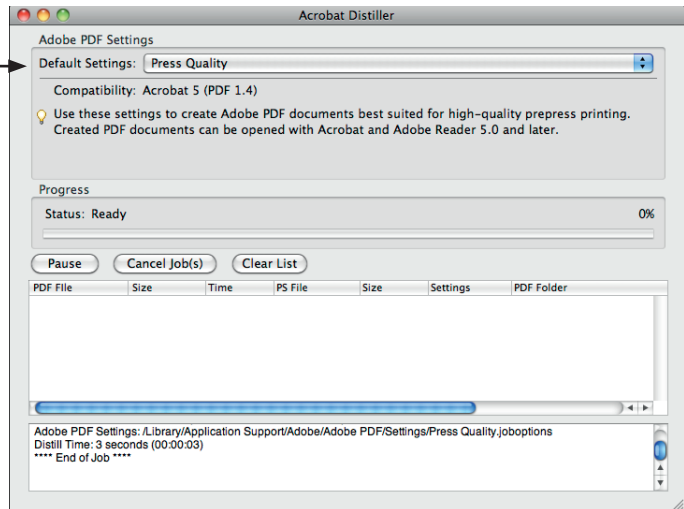 Acrobat Distiller
Adobe PDF Settings
Default Settings: Press Quality
Compatibility: Acrobat 5 (PDF 1.4)
Use these settings to create Adobe PDF documents best suited for high-quality prepress printing.
Created PDF documents can be opened with Acrobat and Adobe Reader 5.0 and later.
Progress
Status: Ready 0%
Pause Cancel Job(s) Clear List
PDF FIle Size Time PS File Size Settings PDF Folder
Adobe PDF Settings: /Library/Application Support/Adobe/Adobe PDF/Settings/Press Quality.joboptions
Distill Time: 3 seconds (00:00:03)
**** End of Job ****